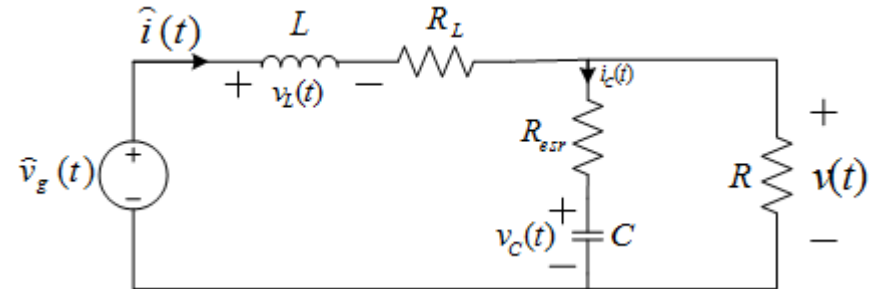 î(t)
L
R_L
+ v_L(t) −
i_c(t)
R_esr
v̂_g(t)
+
−
+
v_C(t)
−
C
R
+
v(t)
−